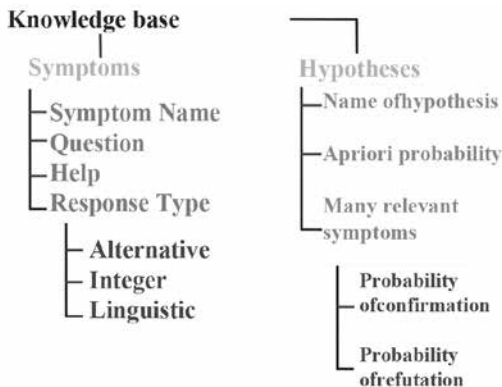 Knowledge base
Symptoms
Symptom Name
Question
Help
Response Type
Alternative
Integer
Linguistic
Hypotheses
Name ofhypothesis
Apriori probability
Many relevant
symptoms
Probability
ofconfirmation
Probability
ofrefutation